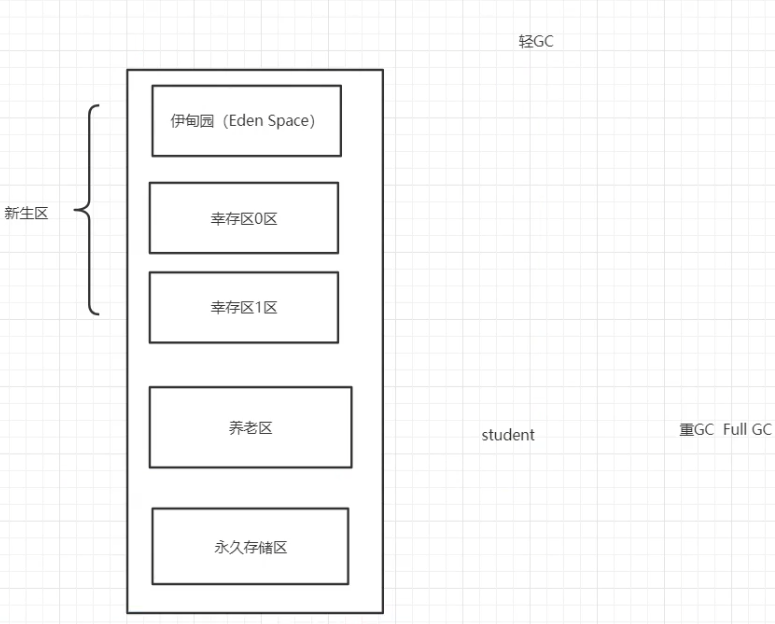 轻GC
伊甸园（Eden Space）
新生区
幸存区0区
幸存区1区
养老区
student
重GC Full GC
永久存储区